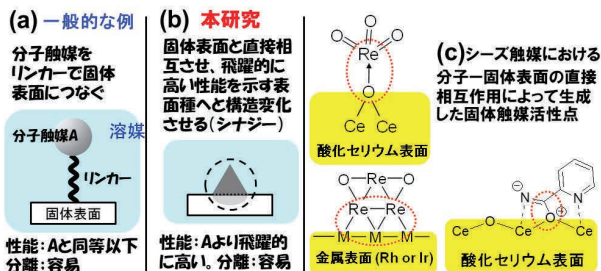 (a) 一般的な例
分子触媒を
リンカーで固体
表面につなぐ
分子触媒A
溶媒
リンカー
固体表面
性能:Aと同等以下
分離:容易
(b) 本研究
固体表面と直接相
互させ、飛躍的に
高い性能を示す表
面種へと構造変化
させる(シナジー)
性能:Aより飛躍的
に高い。分離:容易
O
O O
Re
O
Ce Ce
酸化セリウム表面
O Re O
Re Re
M M M M
金属表面(Rh or Ir)
(c)シーズ触媒における
分子ー固体表面の直接
相互作用によって生成
した固体触媒活性点
⊖ N N
O ⊕
O
Ce Ce Ce
酸化セリウム表面